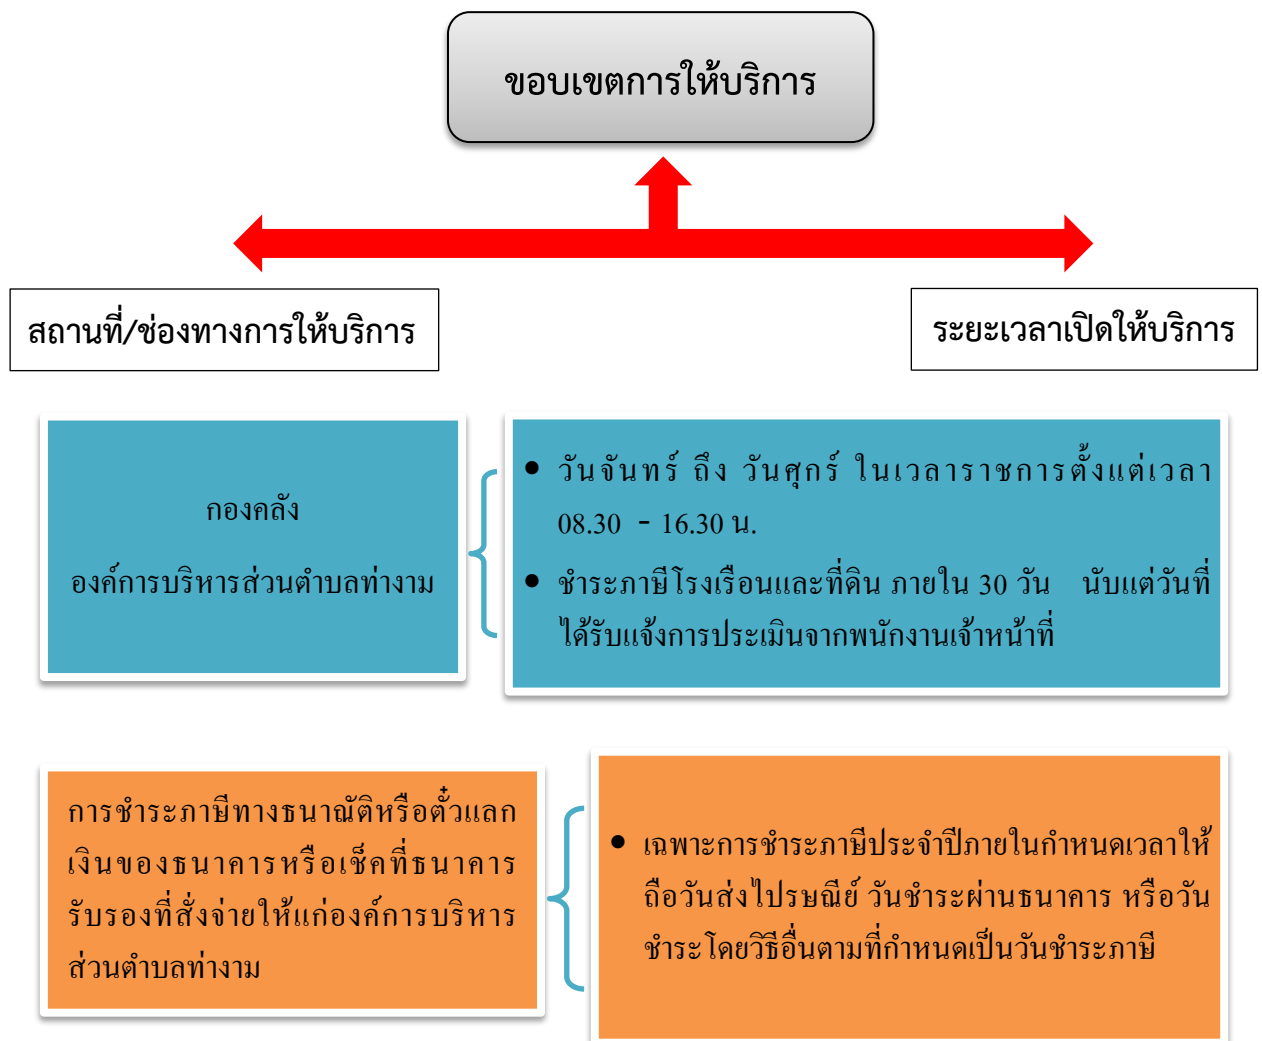 ขอบเขตการให้บริการ
สถานที่/ช่องทางการให้บริการ
ระยะเวลาเปิดให้บริการ
กองคลัง
องค์การบริหารส่วนตำบลท่างาม
• วันจันทร์ ถึง วันศุกร์ ในเวลาราชการตั้งแต่เวลา
08.30 - 16.30 น.
• ชำระภาษีโรงเรือนและที่ดิน ภายใน 30 วัน นับแต่วันที่
ได้รับแจ้งการประเมินจากพนักงานเจ้าหน้าที่
การชำระภาษีทางธนาณัติหรือตั๋วแลก
เงินของธนาคารหรือเช็คที่ธนาคาร
รับรองที่สั่งจ่ายให้แก่องค์การบริหาร
ส่วนตำบลท่างาม
• เฉพาะการชำระภาษีประจำปีภายในกำหนดเวลาให้
ถือวันส่งไปรษณีย์ วันชำระผ่านธนาคาร หรือวัน
ชำระโดยวิธีอื่นตามที่กำหนดเป็นวันชำระภาษี